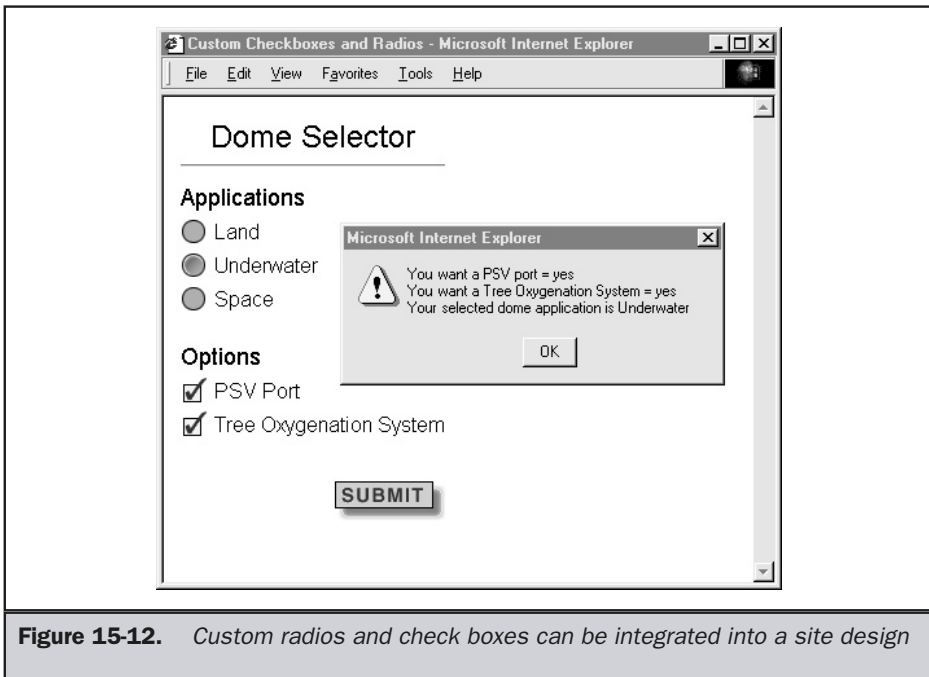 Custom Checkboxes and Radios - Microsoft Internet Explorer
File Edit View Favorites Tools Help
Dome Selector
Applications
Land
Underwater
Space
Microsoft Internet Explorer
You want a PSV port = yes
You want a Tree Oxygenation System = yes
Your selected dome application is Underwater
OK
Options
PSV Port
Tree Oxygenation System
SUBMIT
Figure 15-12. Custom radios and check boxes can be integrated into a site design